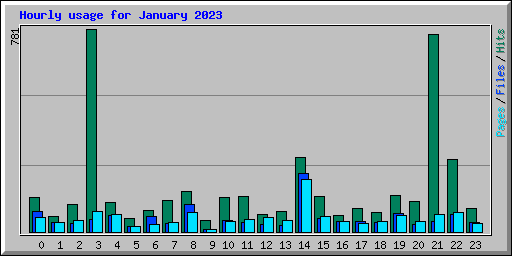 Hourly usage for January 2023
781
Pages / Files / Hits
0 1 2 3 4 5 6 7 8 9 10 11 12 13 14 15 16 17 18 19 20 21 22 23